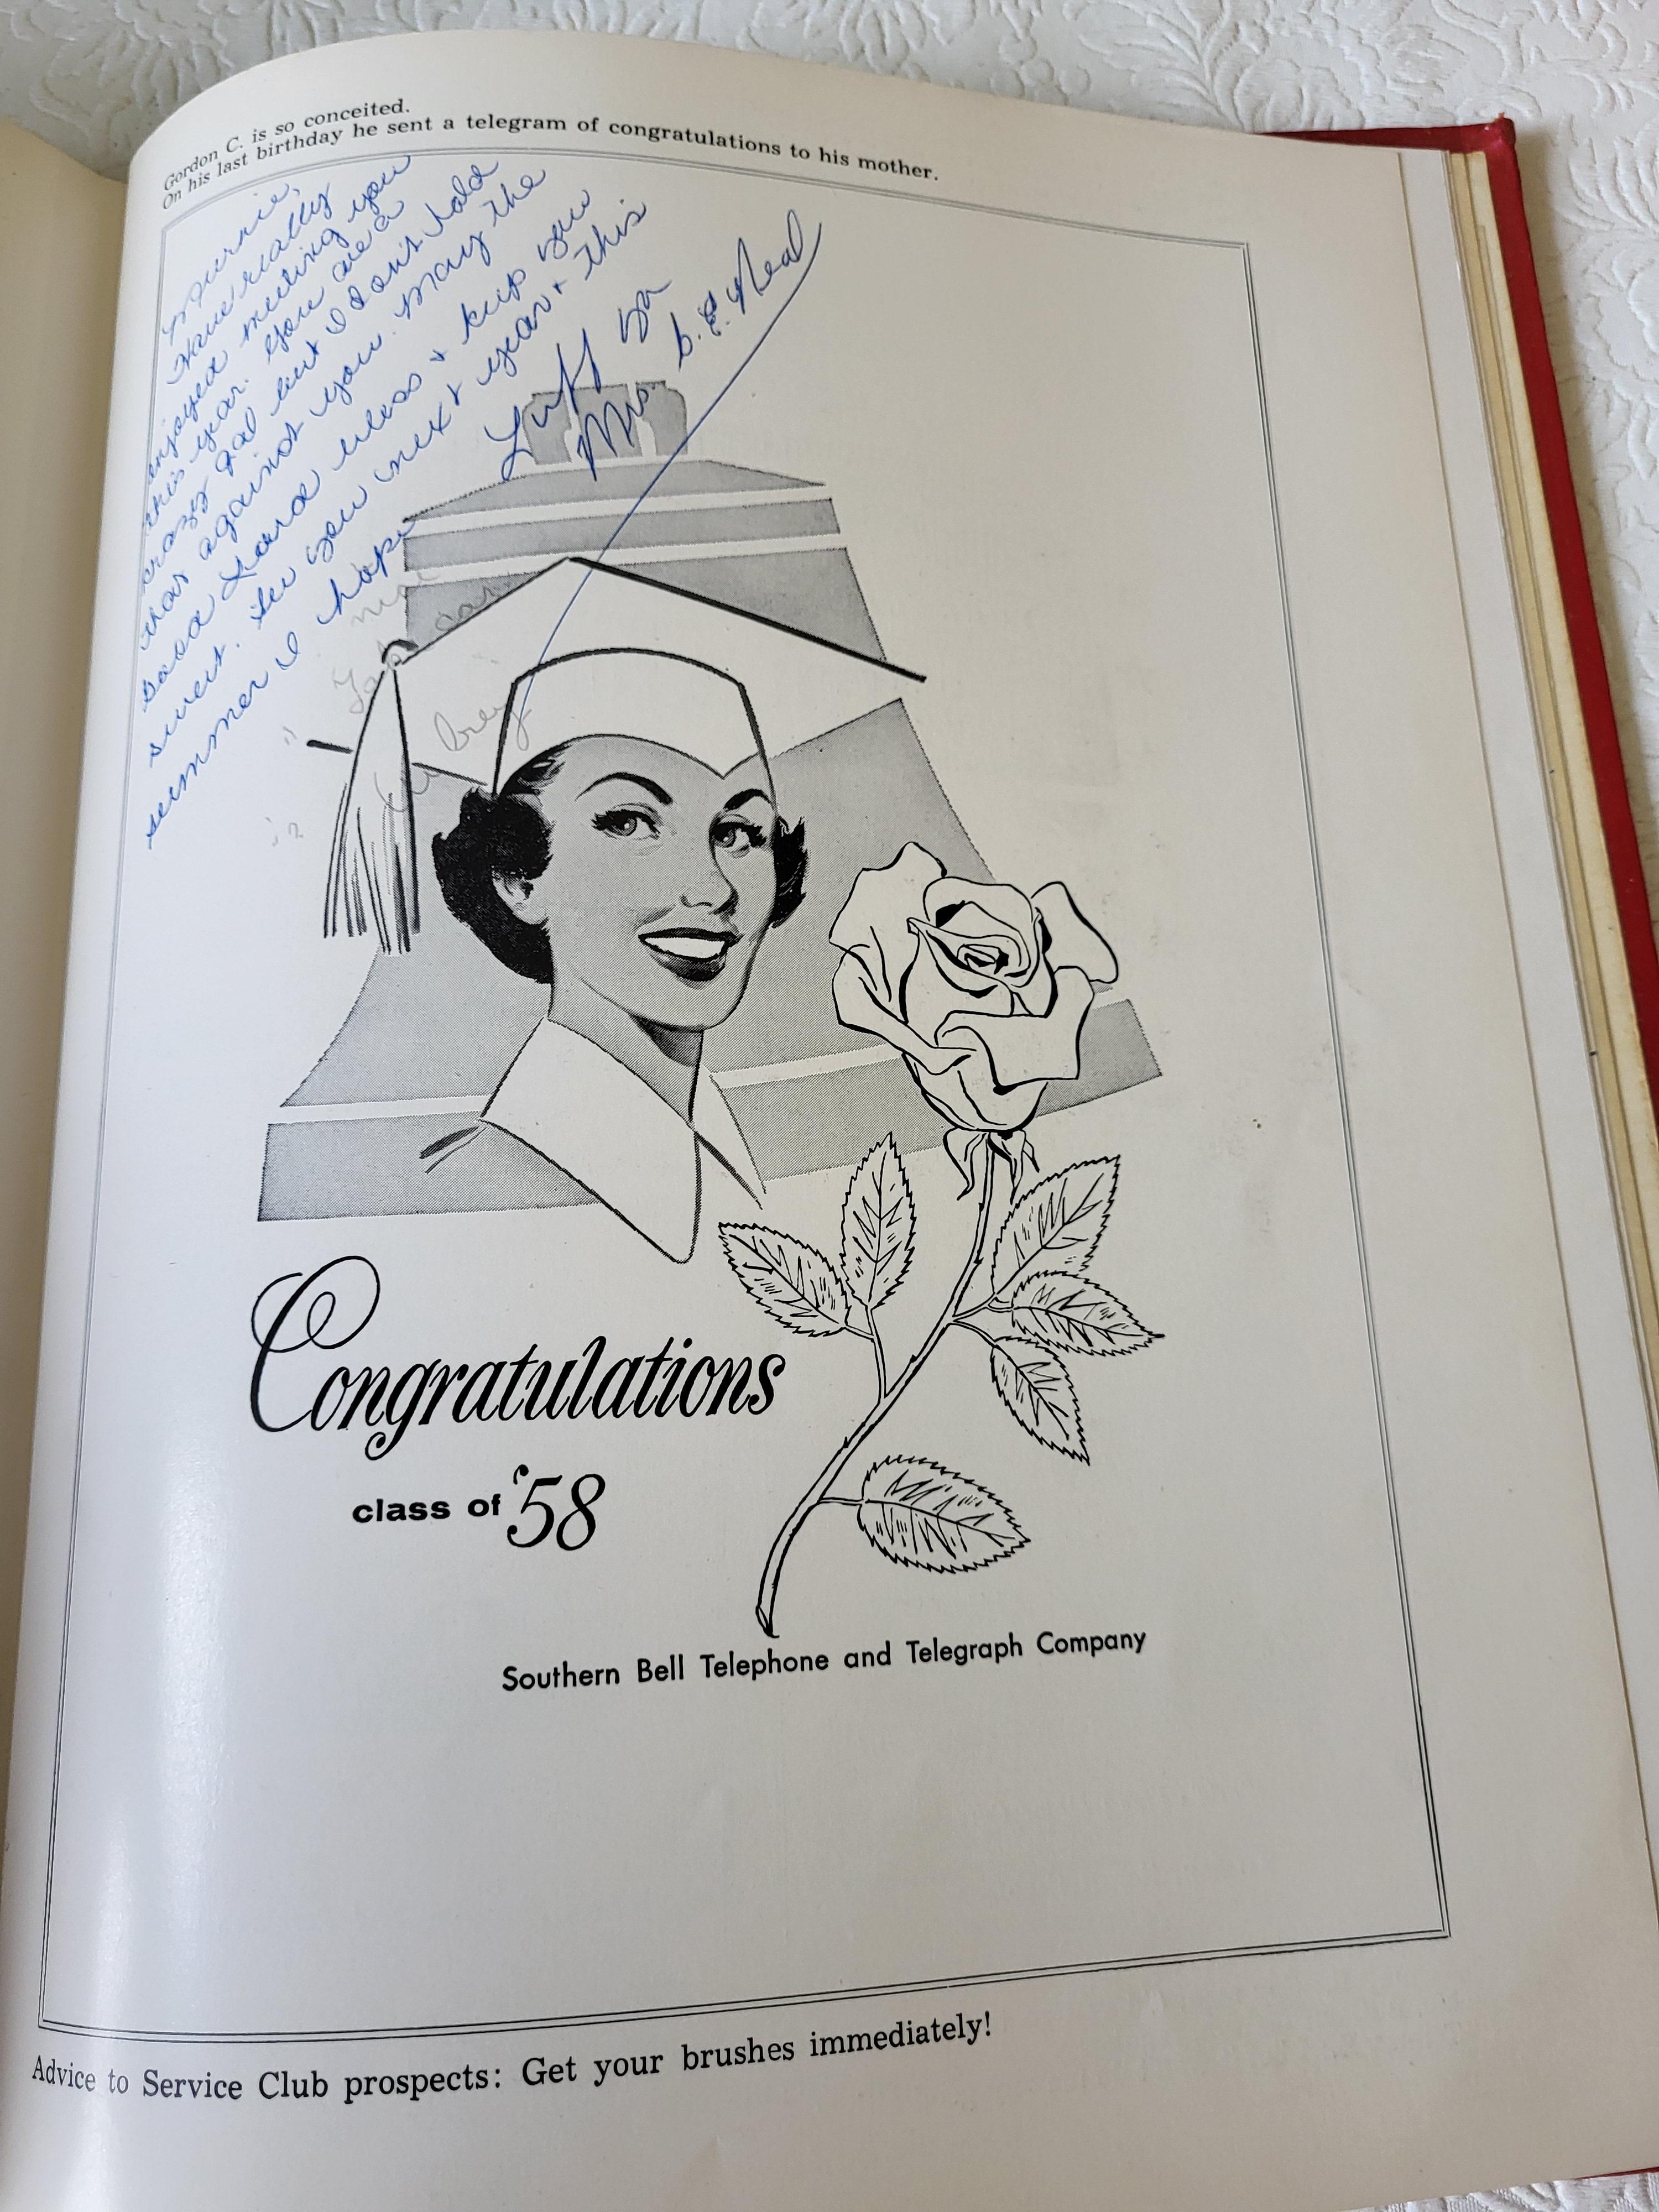 Gordon C. is so conceited.
On his last birthday he sent a telegram of congratulations to his mother.
Have really
enjoyed meeting you
this year. You are a
crazy gal but I don't hold
that against you. May the
good Lord bless + keep you
sweet. See you next year + this
summer I hope
Luff ya
Mrs. Neal
Congratulations
class of '58
Southern Bell Telephone and Telegraph Company
Advice to Service Club prospects: Get your brushes immediately!